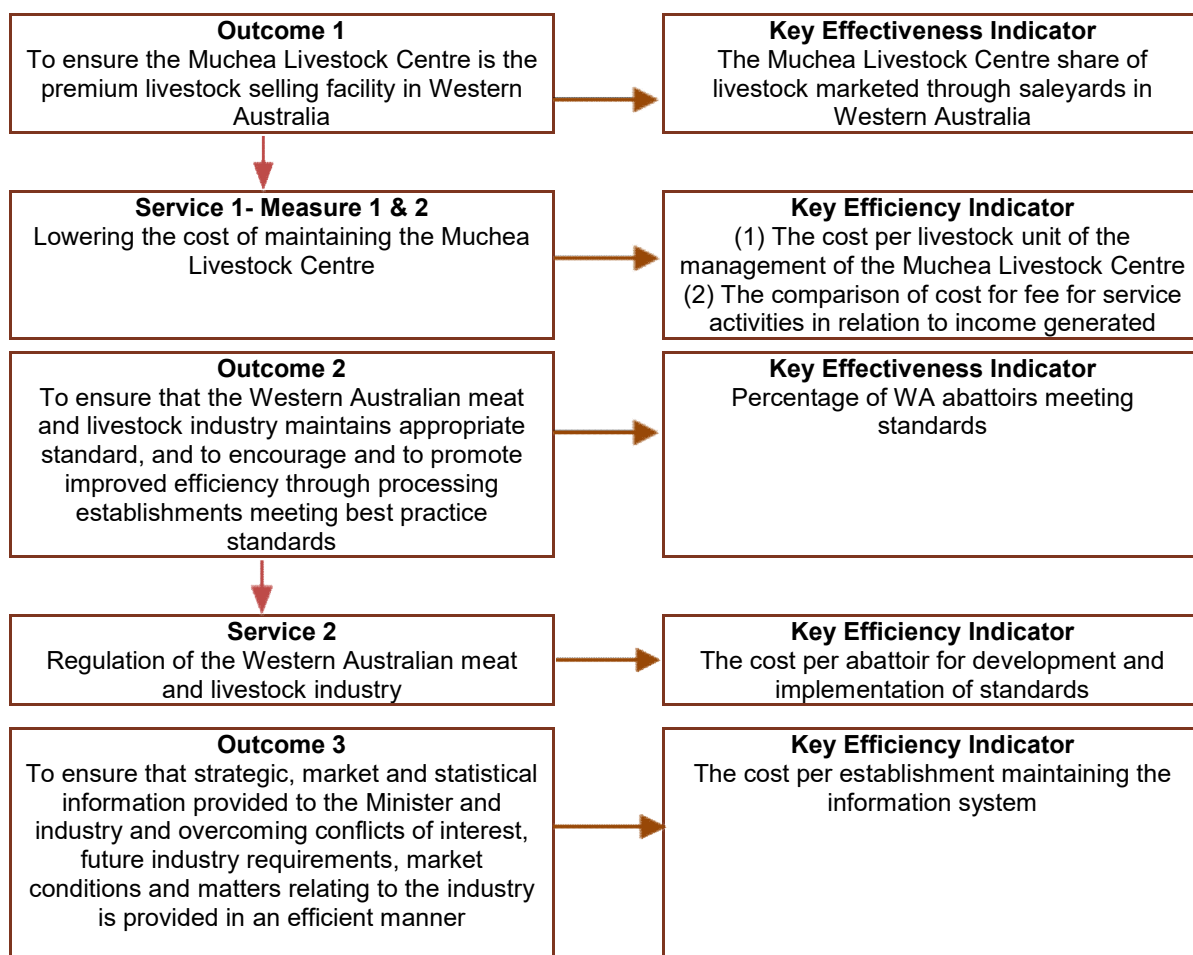 Outcome 1
To ensure the Muchea Livestock Centre is the
premium livestock selling facility in Western
Australia
Key Effectiveness Indicator
The Muchea Livestock Centre share of
livestock marketed through saleyards in
Western Australia
Service 1- Measure 1 & 2
Lowering the cost of maintaining the Muchea
Livestock Centre
Key Efficiency Indicator
(1) The cost per livestock unit of the
management of the Muchea Livestock Centre
(2) The comparison of cost for fee for service
activities in relation to income generated
Outcome 2
To ensure that the Western Australian meat
and livestock industry maintains appropriate
standard, and to encourage and to promote
improved efficiency through processing
establishments meeting best practice
standards
Key Effectiveness Indicator
Percentage of WA abattoirs meeting
standards
Service 2
Regulation of the Western Australian meat
and livestock industry
Key Efficiency Indicator
The cost per abattoir for development and
implementation of standards
Outcome 3
To ensure that strategic, market and statistical
information provided to the Minister and
industry and overcoming conflicts of interest,
future industry requirements, market
conditions and matters relating to the industry
is provided in an efficient manner
Key Efficiency Indicator
The cost per establishment maintaining the
information system